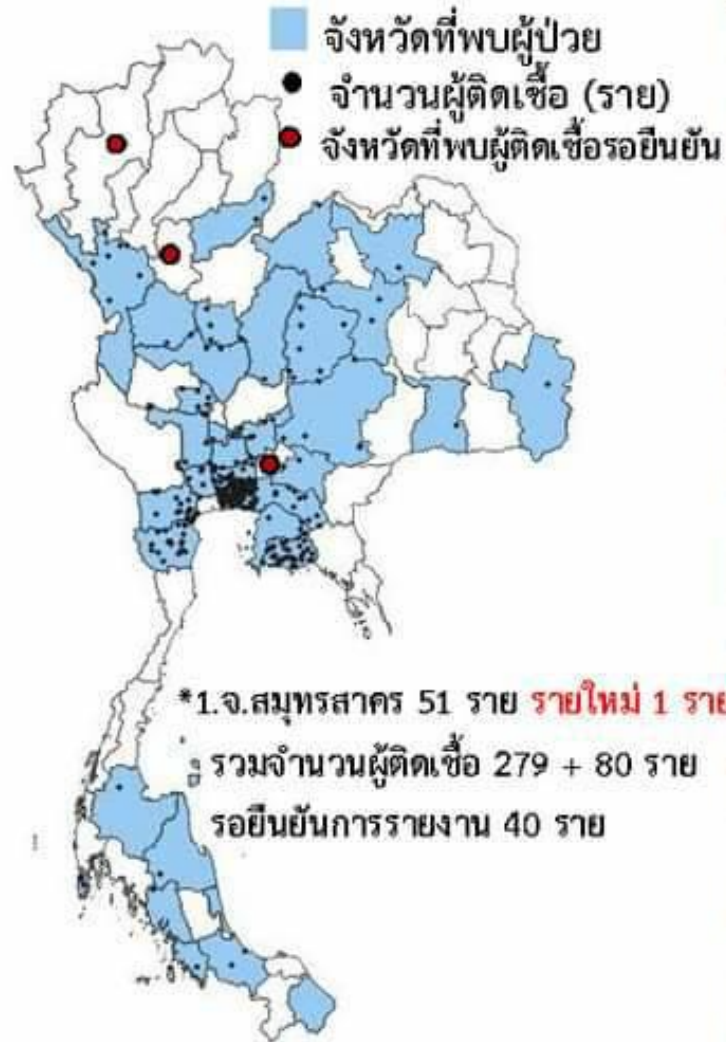 จังหวัดที่พบผู้ป่วย
จำนวนผู้ติดเชื้อ (ราย)
จังหวัดที่พบผู้ติดเชื้อรอยืนยัน
*1.จ.สมุทรสาคร 51 ราย รายใหม่ 1 ราย
รวมจำนวนผู้ติดเชื้อ 279 + 80 ราย
รอยืนยันการรายงาน 40 ราย